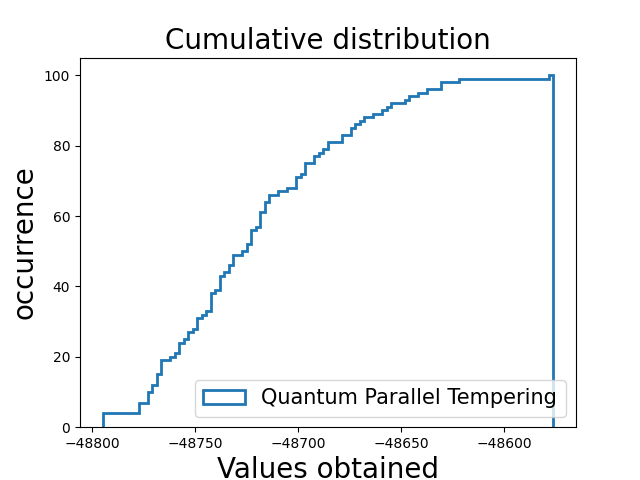 Cumulative distribution
100
80
60
40
20
0
occurrence
Quantum Parallel Tempering
−48800
−48750
−48700
−48650
−48600
Values obtained